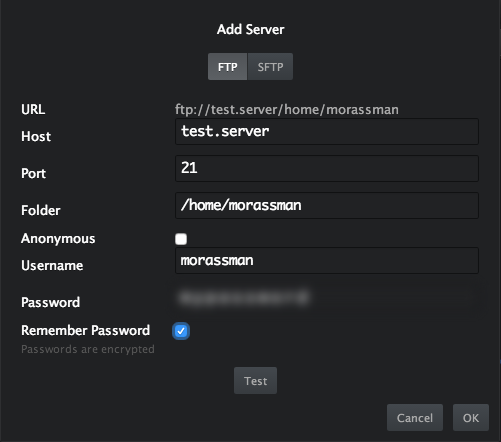 Add Server
FTP SFTP
URL ftp://test.server/home/morassman
Host test.server
Port 21
Folder /home/morassman
Anonymous
Username morassman
Password
Remember Password
Passwords are encrypted
Test
Cancel OK